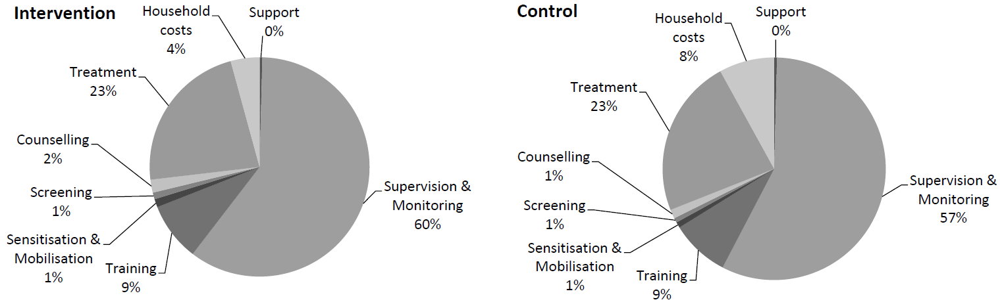 Intervention
Household
costs
4%
Support
0%
Treatment
23%
Counselling
2%
Screening
1%
Sensitisation &
Mobilisation
1%
Training
9%
Supervision &
Monitoring
60%
Control
Household
costs
8%
Support
0%
Treatment
23%
Counselling
1%
Screening
1%
Sensitisation &
Mobilisation
1%
Training
9%
Supervision &
Monitoring
57%